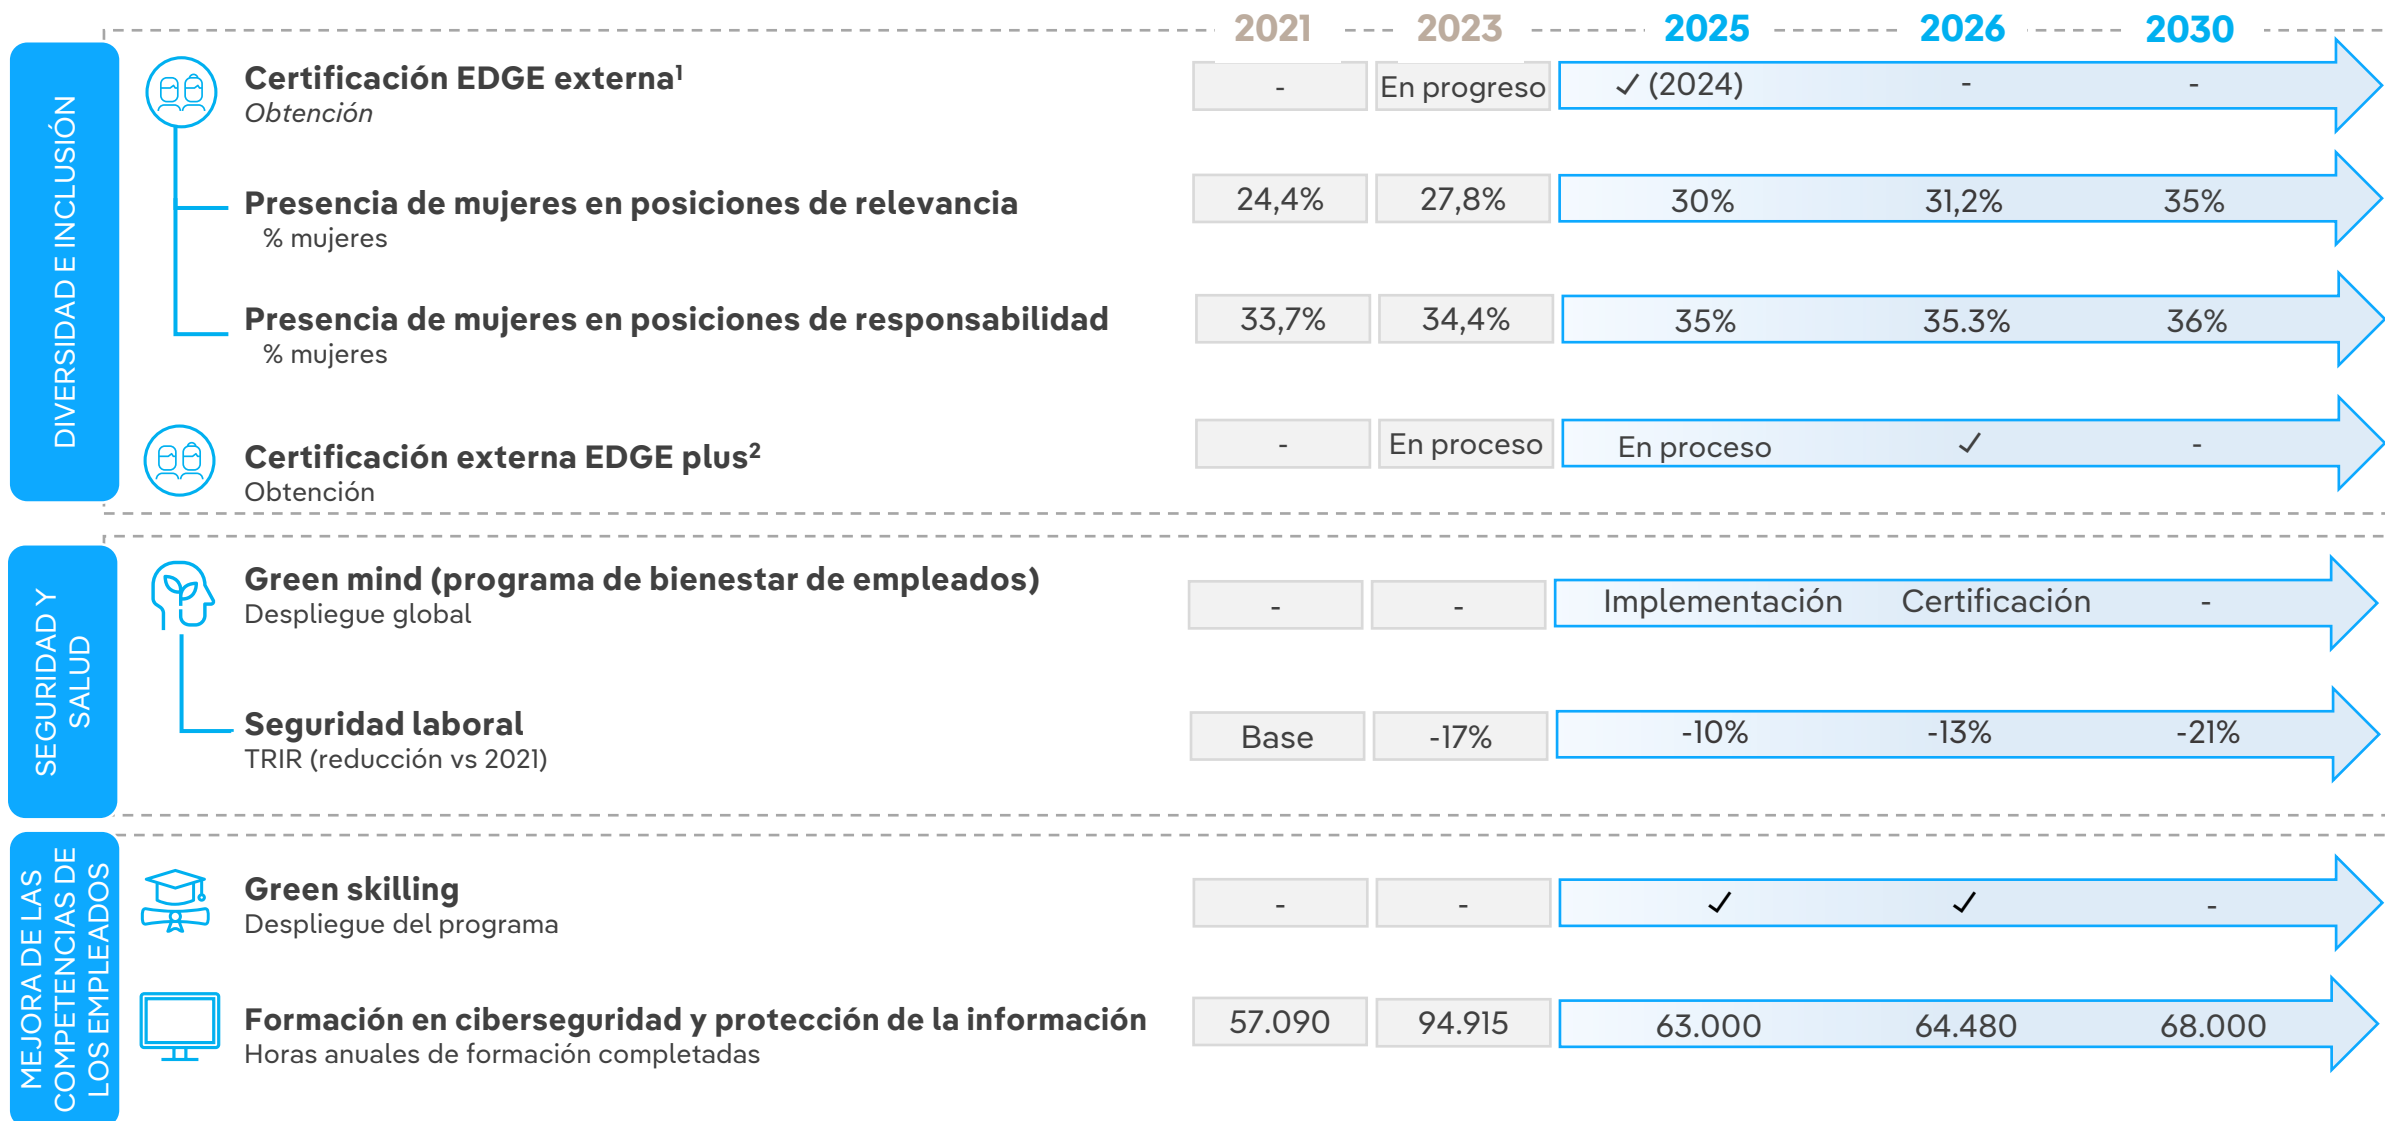 2021 2023 2025 2026 2030
DIVERSIDAD E INCLUSIÓN
Certificación EDGE externa¹
Obtención
- En progreso ✓ (2024) - -
Presencia de mujeres en posiciones de relevancia
% mujeres
24,4% 27,8% 30% 31,2% 35%
Presencia de mujeres en posiciones de responsabilidad
% mujeres
33,7% 34,4% 35% 35.3% 36%
Certificación externa EDGE plus²
Obtención
- En proceso En proceso ✓ -
SEGURIDAD Y
SALUD
Green mind (programa de bienestar de empleados)
Despliegue global
- - Implementación Certificación -
Seguridad laboral
TRIR (reducción vs 2021)
Base -17% -10% -13% -21%
MEJORA DE LAS
COMPETENCIAS DE
LOS EMPLEADOS
Green skilling
Despliegue del programa
- - ✓ ✓ -
Formación en ciberseguridad y protección de la información
Horas anuales de formación completadas
57.090 94.915 63.000 64.480 68.000